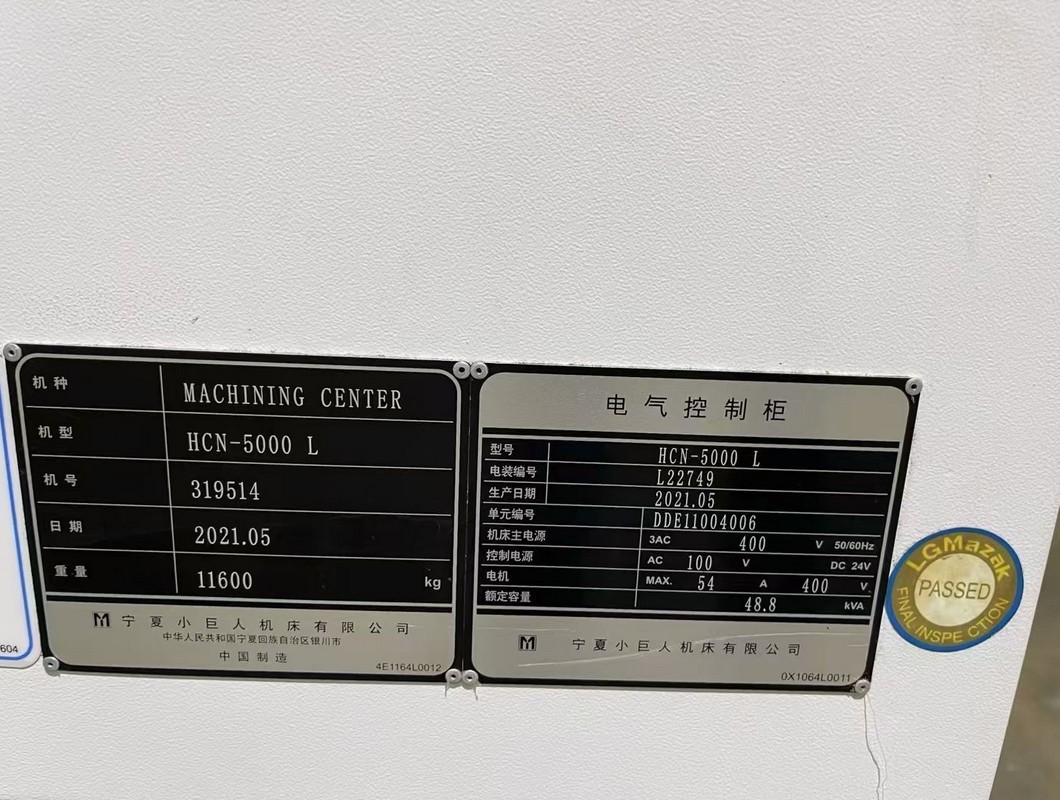 机种 MACHINING CENTER
机型 HCN-5000 L
机号 319514
日期 2021.05
重量 11600 kg
宁夏小巨人机床有限公司
中华人民共和国宁夏回族自治区银川市
中国制造
4E1164L0012
电气控制柜
型号 HCN-5000 L
电装编号 L22749
生产日期 2021.05
单元编号 DDE11004006
机床主电源 3AC 400 V 50/60Hz
控制电源 AC 100 V DC 24V
电机 MAX. 54 A 400 V
额定容量 48.8 kVA
宁夏小巨人机床有限公司
0X1064L0011
LGMazak
PASSED
FINAL INSPECTION
604